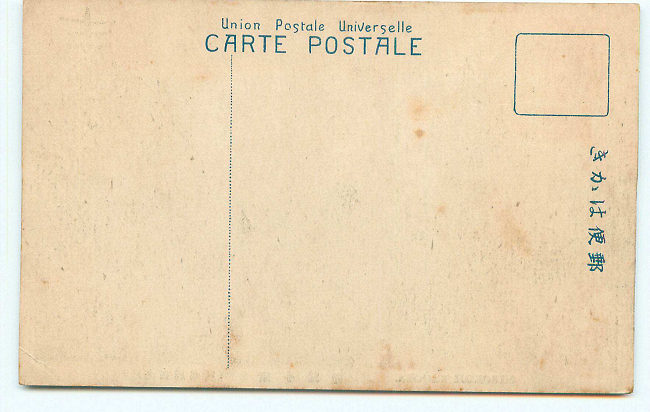 Union Postale Universelle
CARTE POSTALE
きかは便郵